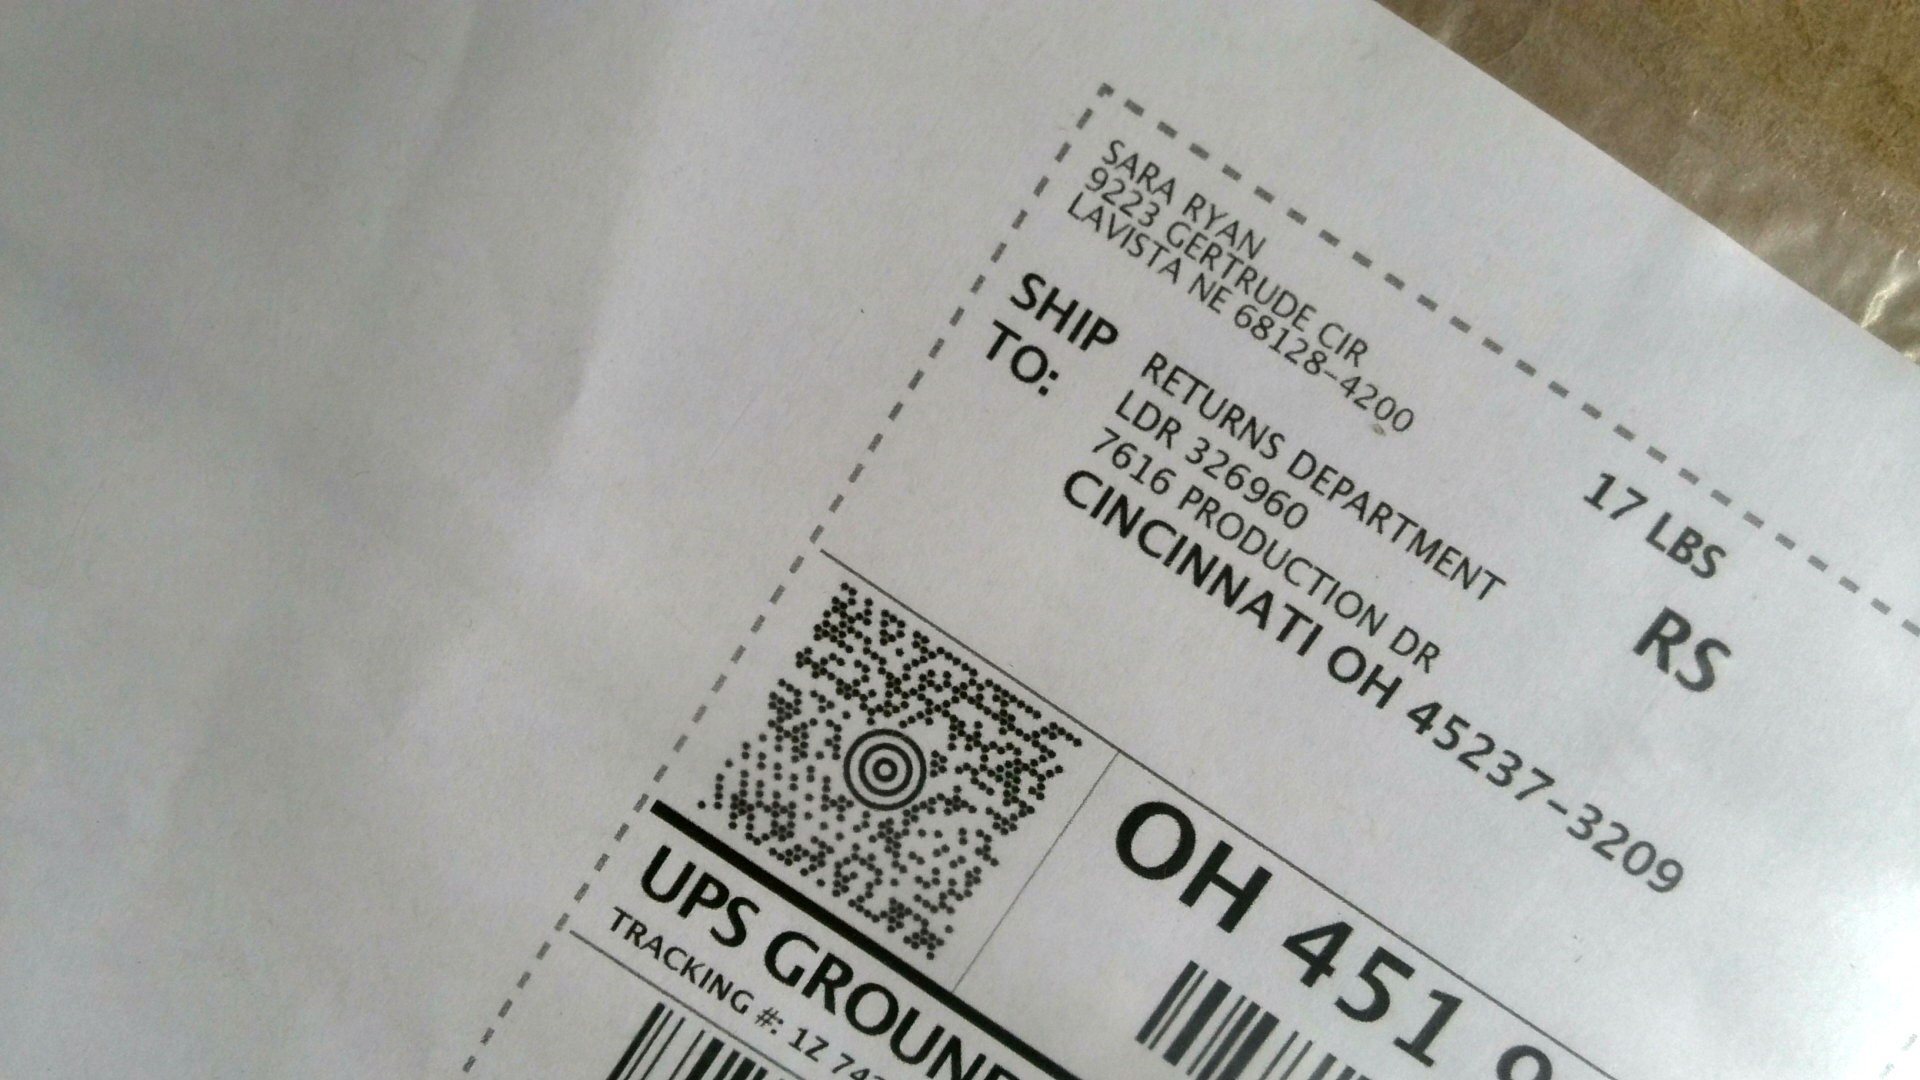 SARA RYAN
9223 GERTRUDE CIR
LAVISTA NE 68128-4200
17 LBS
RS
SHIP TO:
RETURNS DEPARTMENT
LDR 326960
7616 PRODUCTION DR
CINCINNATI OH 45237-3209
OH 451
UPS GROUN
TRACKING #: 1Z 74